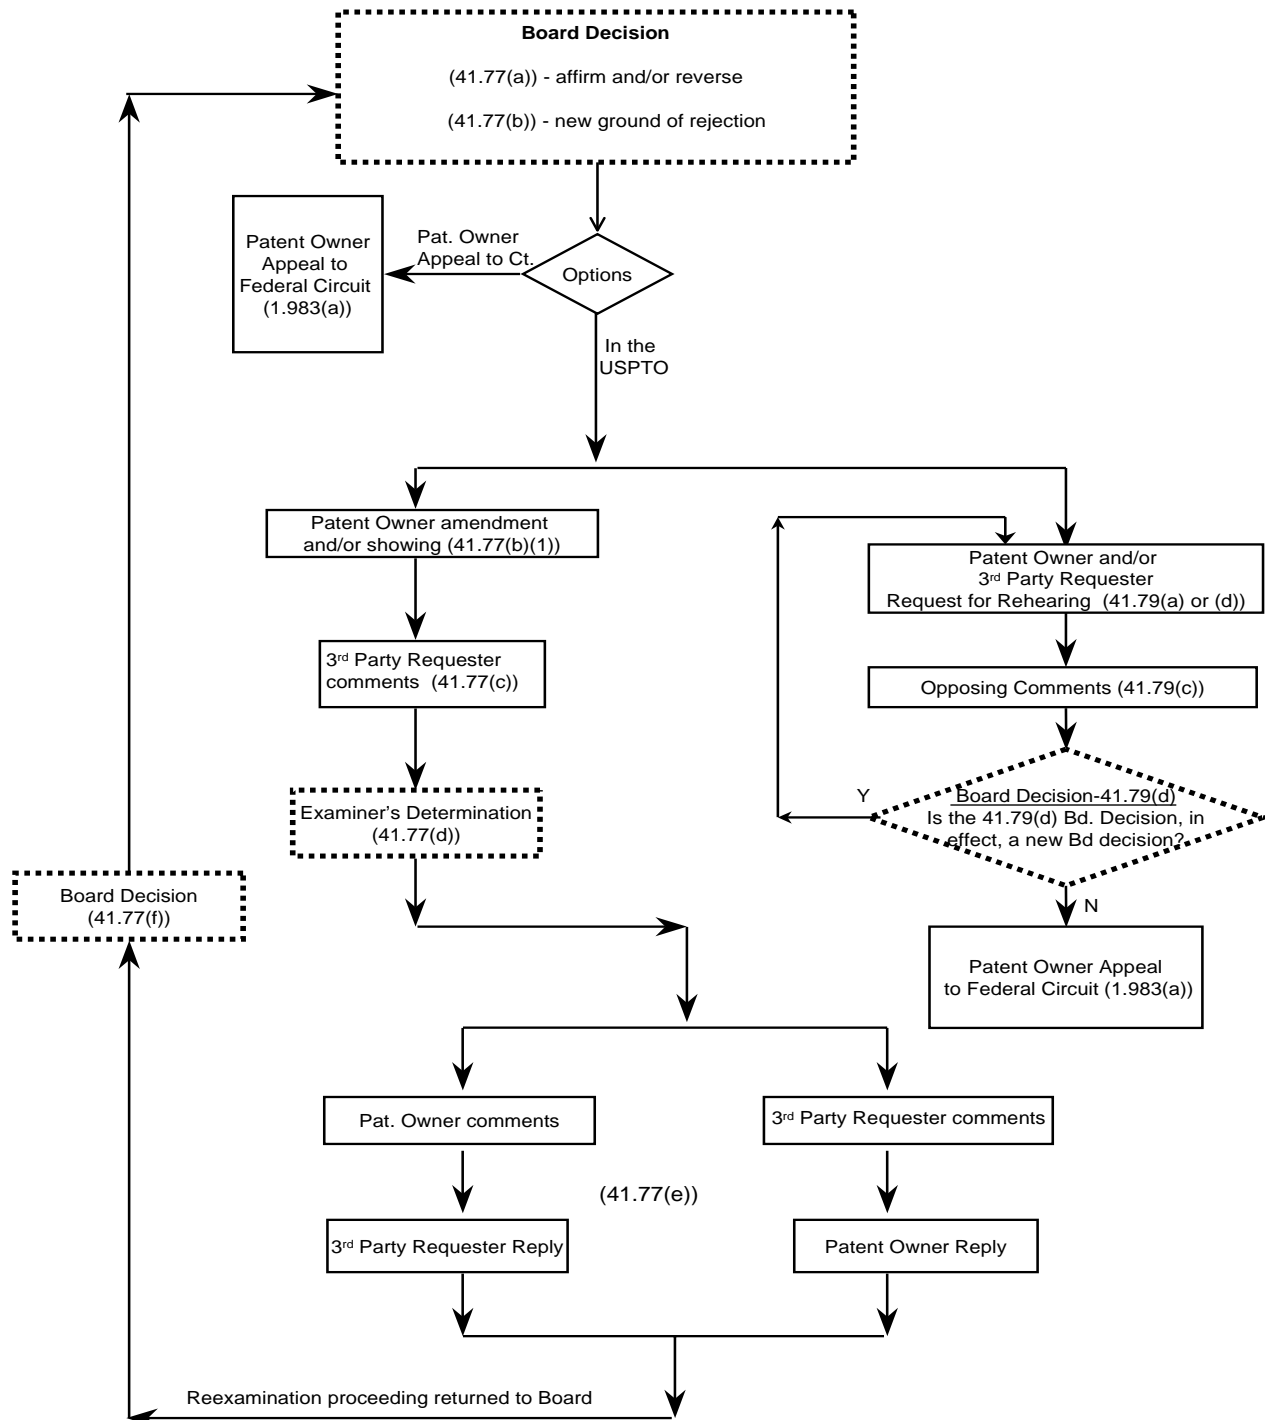 Board Decision
(41.77(a)) - affirm and/or reverse
(41.77(b)) - new ground of rejection
Patent Owner
Appeal to
Federal Circuit
(1.983(a))
Pat. Owner
Appeal to Ct.
Options
In the
USPTO
Patent Owner amendment
and/or showing (41.77(b)(1))
Patent Owner and/or
3rd Party Requester
Request for Rehearing (41.79(a) or (d))
3rd Party Requester
comments (41.77(c))
Opposing Comments (41.79(c))
Examiner's Determination
(41.77(d))
Y
Board Decision-41.79(d)
Is the 41.79(d) Bd. Decision, in
effect, a new Bd decision?
N
Board Decision
(41.77(f))
Patent Owner Appeal
to Federal Circuit (1.983(a))
Pat. Owner comments
3rd Party Requester comments
(41.77(e))
3rd Party Requester Reply
Patent Owner Reply
Reexamination proceeding returned to Board